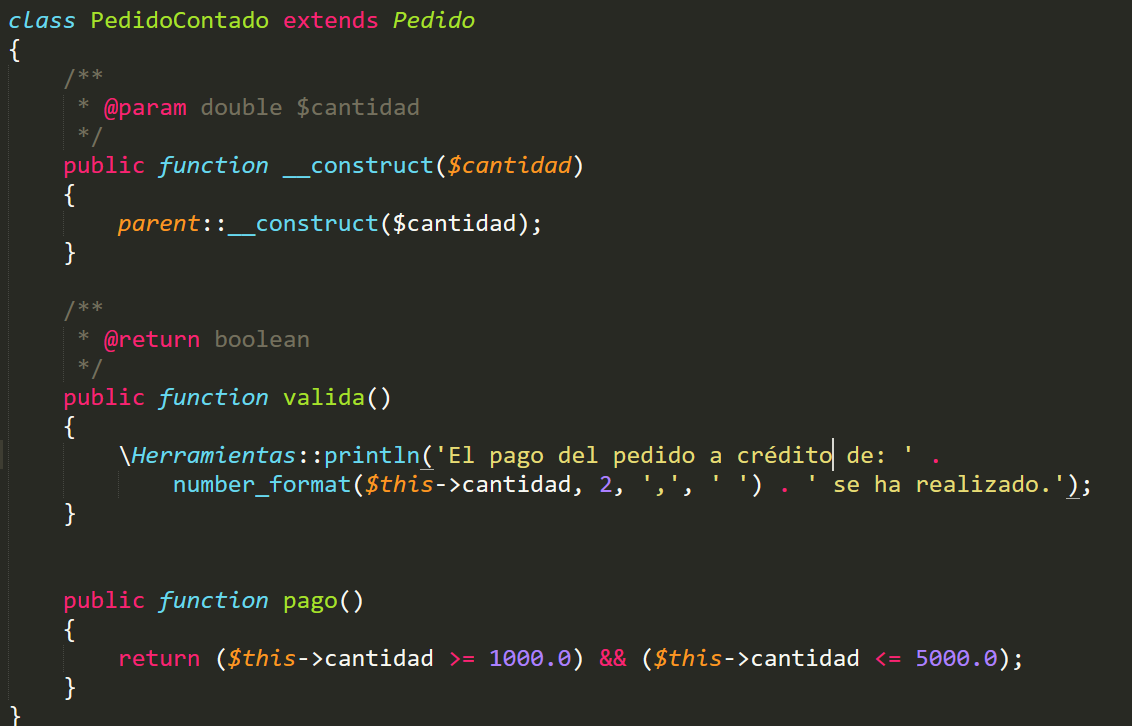 class PedidoContado extends Pedido
{
    /**
     * @param double $cantidad
     */
    public function __construct($cantidad)
    {
        parent::__construct($cantidad);
    }

    /**
     * @return boolean
     */
    public function valida()
    {
        \Herramientas::println('El pago del pedido a crédito de: ' .
            number_format($this->cantidad, 2, ',', ' ') . ' se ha realizado.');
    }


    public function pago()
    {
        return ($this->cantidad >= 1000.0) && ($this->cantidad <= 5000.0);
    }
}